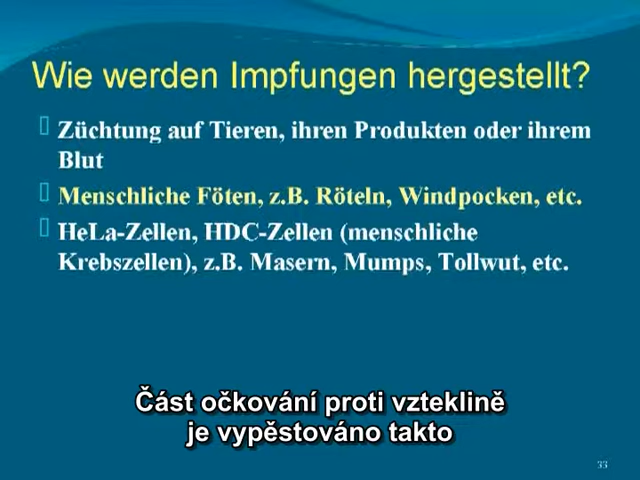 Wie werden Impfungen hergestellt?
Züchtung auf Tieren, ihren Produkten oder ihrem
Blut
Menschliche Föten, z.B. Röteln, Windpocken, etc.
HeLa-Zellen, HDC-Zellen (menschliche
Krebszellen), z.B. Masern, Mumps, Tollwut, etc.
Část očkování proti vzteklině
je vypěstováno takto
33